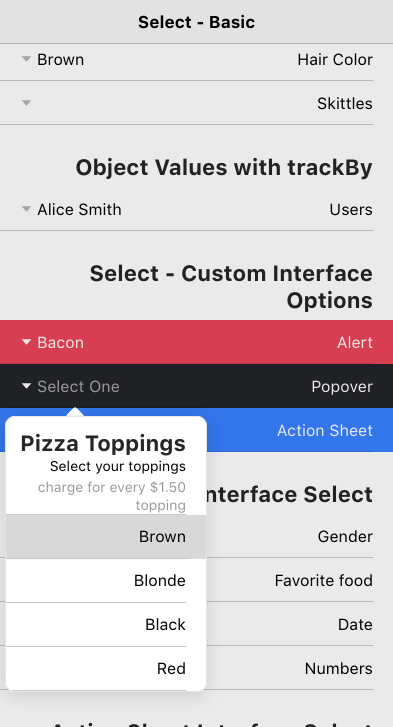 Select - Basic
Hair Color
Brown
Skittles
Object Values with trackBy
Users
Alice Smith
Select - Custom Interface
Options
Alert
Bacon
Popover
Select One
Action Sheet
Pizza Toppings
Select your toppings
charge for every $1.50
topping
Brown
Blonde
Black
Red
nterface Select
Gender
Favorite food
Date
Numbers